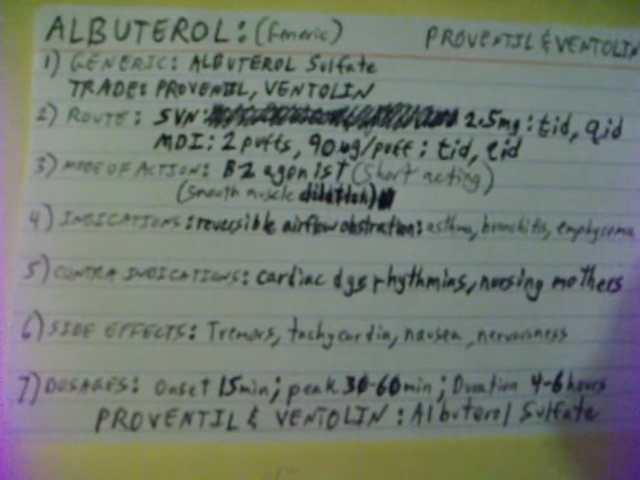 ALBUTEROL: (Generic) PROVENTIL & VENTOLIN
1) GENERIC: ALBUTEROL Sulfate
TRADE: PROVENTIL, VENTOLIN
2) ROUTE: SVN: 2.5mg: tid, qid
MDI: 2 puffs, 90ug/puff: tid, qid
3) MODE OF ACTION: B2 agonist (short acting)
(smooth muscle dilation)
4) INDICATIONS: reversible airflow obstration: asthma, bronchitis, emphysema
5) CONTRA INDICATIONS: cardiac dysrhythmias, nursing mothers
6) SIDE EFFECTS: Tremors, tachycardia, nausea, nervousness
7) DOSAGES: Onset 15min; peak 30-60min; Duration 4-6 hours
PROVENTIL & VENTOLIN: Albuterol Sulfate